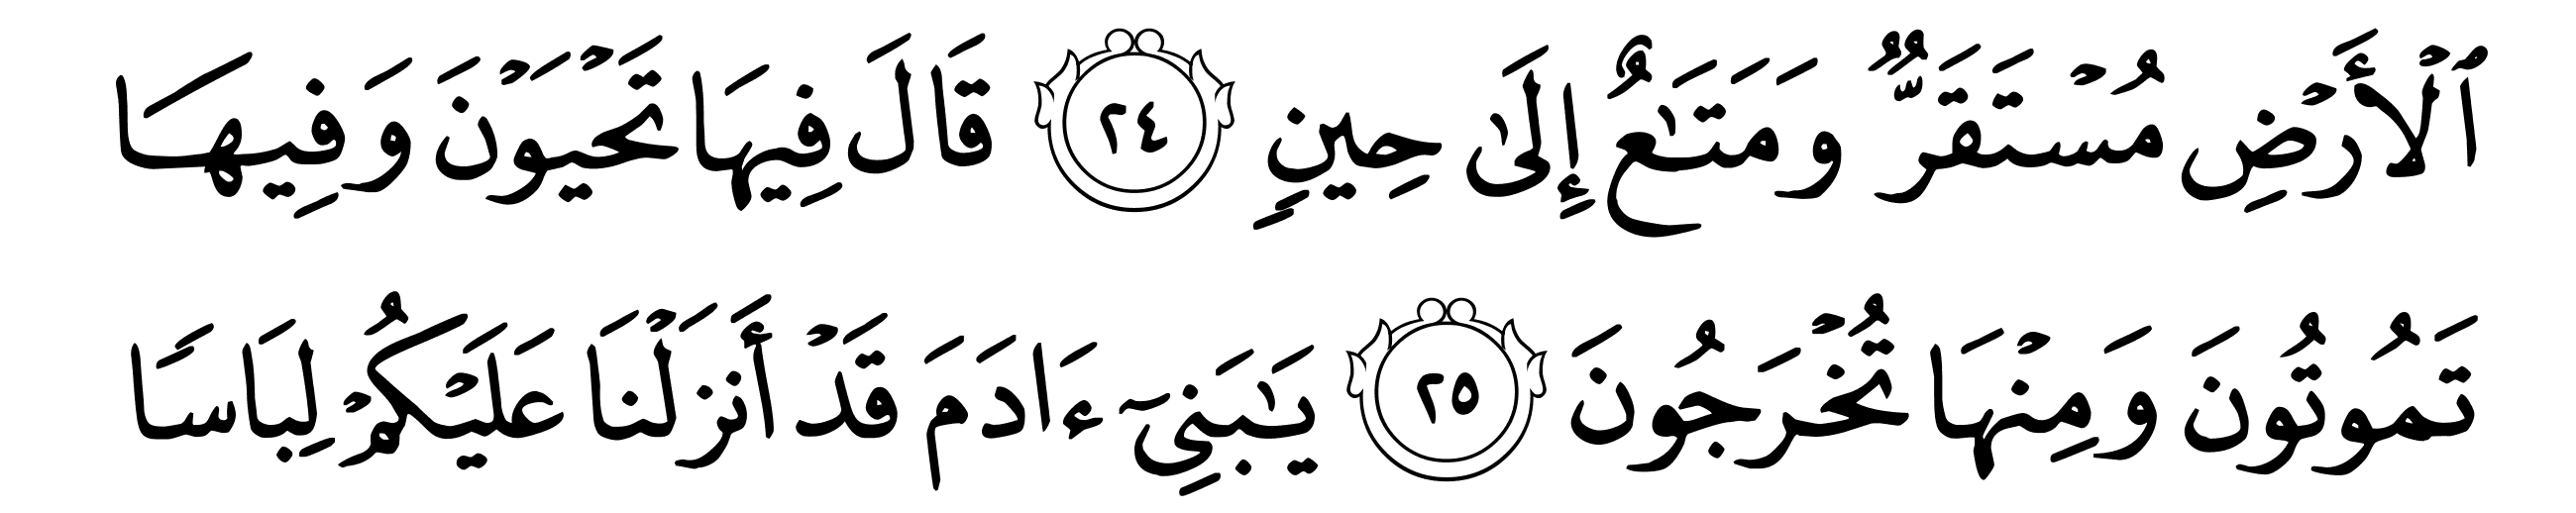 ٱلْأَرْضِ مُسْتَقَرٌّ وَمَتَـٰعٌ إِلَىٰ حِينٍ ٢٤ قَالَ فِيهَا تَحْيَوْنَ وَفِيهَا
تَمُوتُونَ وَمِنْهَا تُخْرَجُونَ ٢٥ يَـٰبَنِىٓ ءَادَمَ قَدْ أَنزَلْنَا عَلَيْكُمْ لِبَاسًا